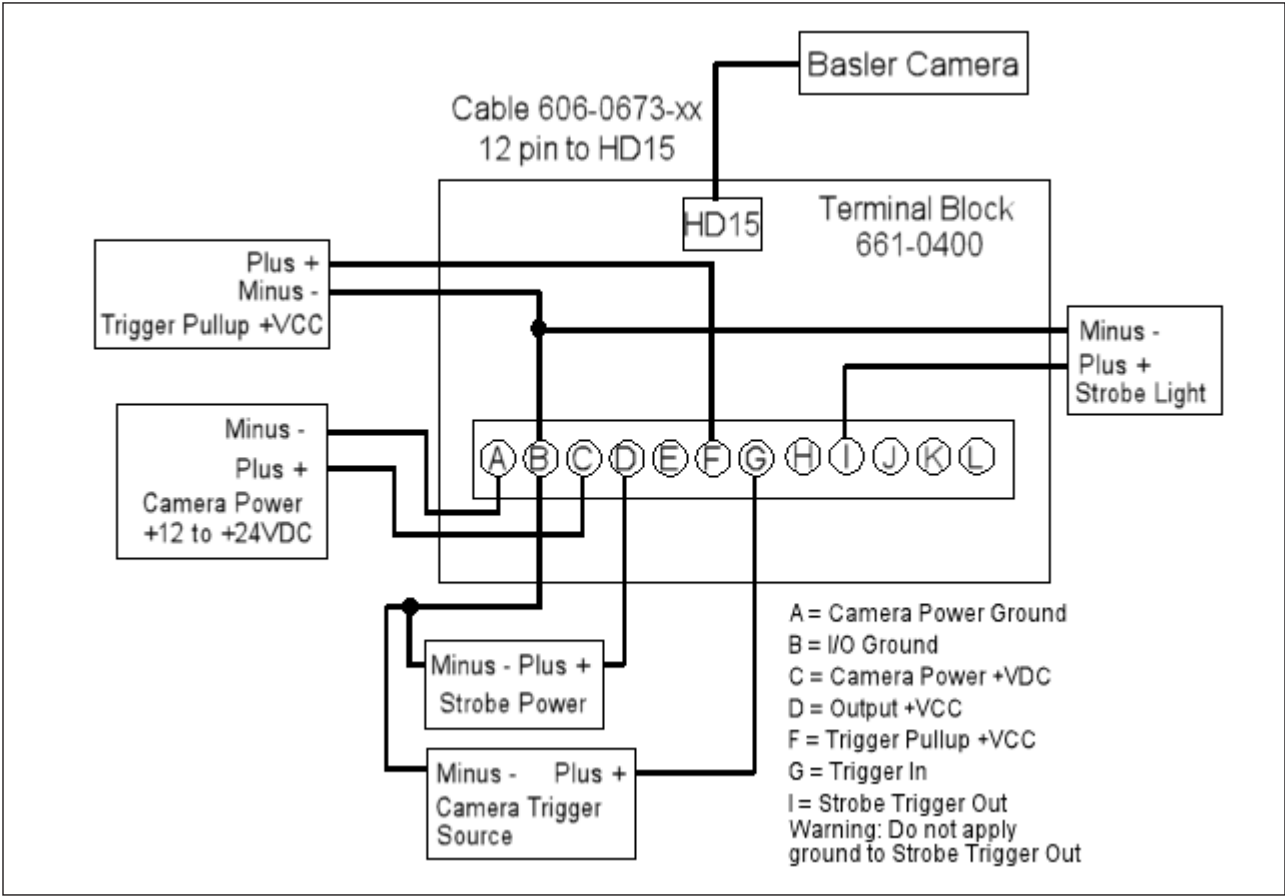 Basler Camera
Cable 606-0673-xx
12 pin to HD15
HD15
Terminal Block
661-0400
Plus +
Minus -
Trigger Pullup +VCC
Minus -
Plus +
Strobe Light
Minus -
Plus +
Camera Power
+12 to +24VDC
A B C D E F G H I J K L
Minus - Plus +
Strobe Power
Minus - Plus +
Camera Trigger
Source
A = Camera Power Ground
B = I/O Ground
C = Camera Power +VDC
D = Output +VCC
F = Trigger Pullup +VCC
G = Trigger In
I = Strobe Trigger Out
Warning: Do not apply
ground to Strobe Trigger Out